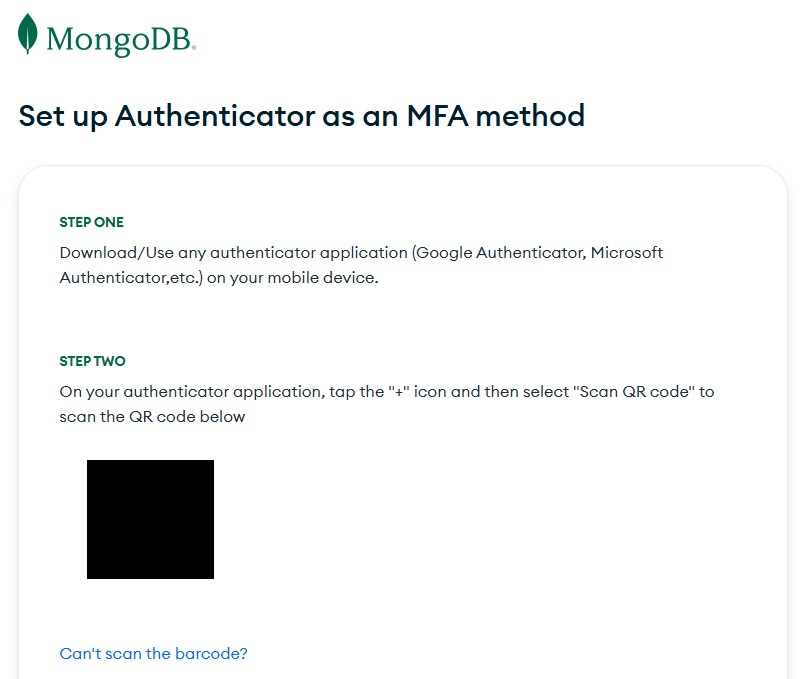 MongoDB.
Set up Authenticator as an MFA method
STEP ONE
Download/Use any authenticator application (Google Authenticator, Microsoft
Authenticator,etc.) on your mobile device.
STEP TWO
On your authenticator application, tap the "+" icon and then select "Scan QR code" to
scan the QR code below
Can't scan the barcode?